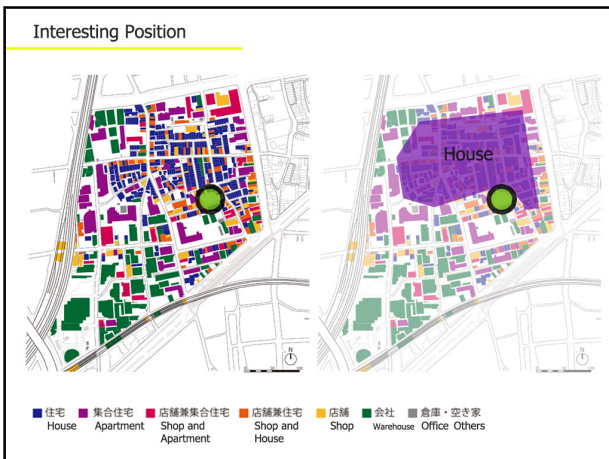 Interesting Position
House
N
N
住宅 集合住宅 店舗兼集合住宅 店舗兼住宅 店舗 会社 倉庫・空き家
House Apartment Shop and Apartment Shop and House Shop Warehouse Office Others